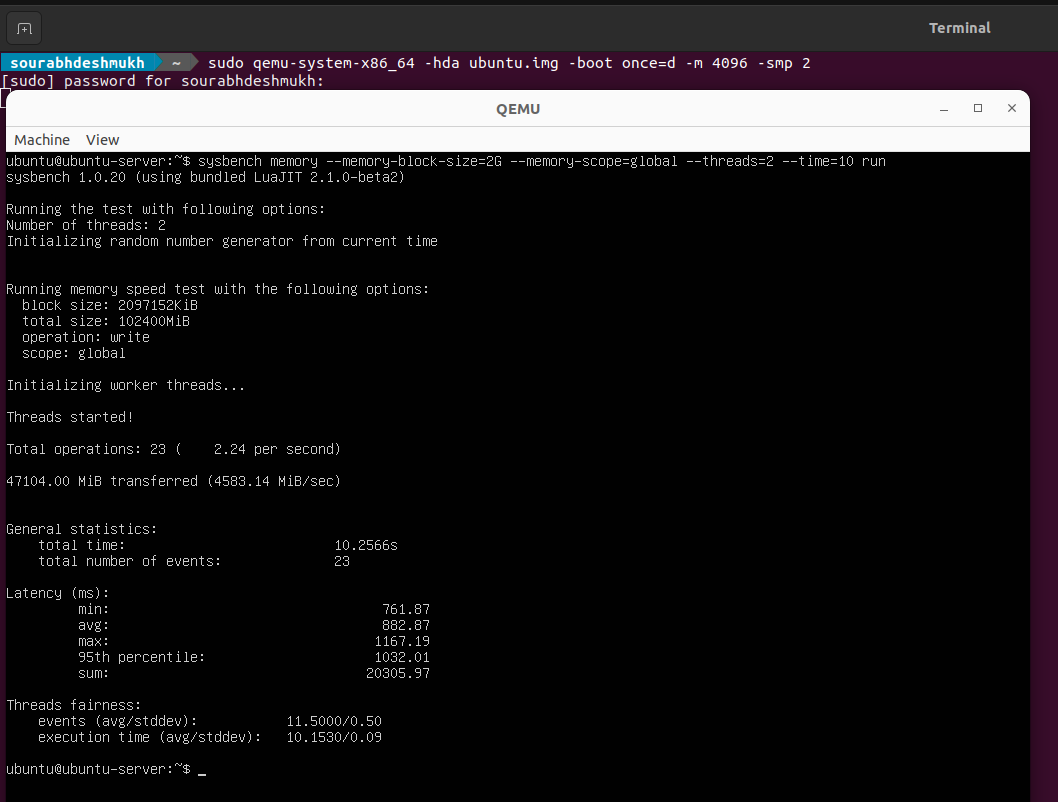 Terminal
sourabhdeshmukh ~ sudo qemu-system-x86_64 -hda ubuntu.img -boot once=d -m 4096 -smp 2
[sudo] password for sourabhdeshmukh:
QEMU
Machine View
ubuntu@ubuntu-server:~$ sysbench memory --memory-block-size=2G --memory-scope=global --threads=2 --time=10 run
sysbench 1.0.20 (using bundled LuaJIT 2.1.0-beta2)
Running the test with following options:
Number of threads: 2
Initializing random number generator from current time
Running memory speed test with the following options:
block size: 2097152KiB
total size: 102400MiB
operation: write
scope: global
Initializing worker threads...
Threads started!
Total operations: 23 (    2.24 per second)
47104.00 MiB transferred (4583.14 MiB/sec)
General statistics:
total time: 10.2566s
total number of events: 23
Latency (ms):
min: 761.87
avg: 882.87
max: 1167.19
95th percentile: 1032.01
sum: 20305.97
Threads fairness:
events (avg/stddev): 11.5000/0.50
execution time (avg/stddev): 10.1530/0.09
ubuntu@ubuntu-server:~$ _